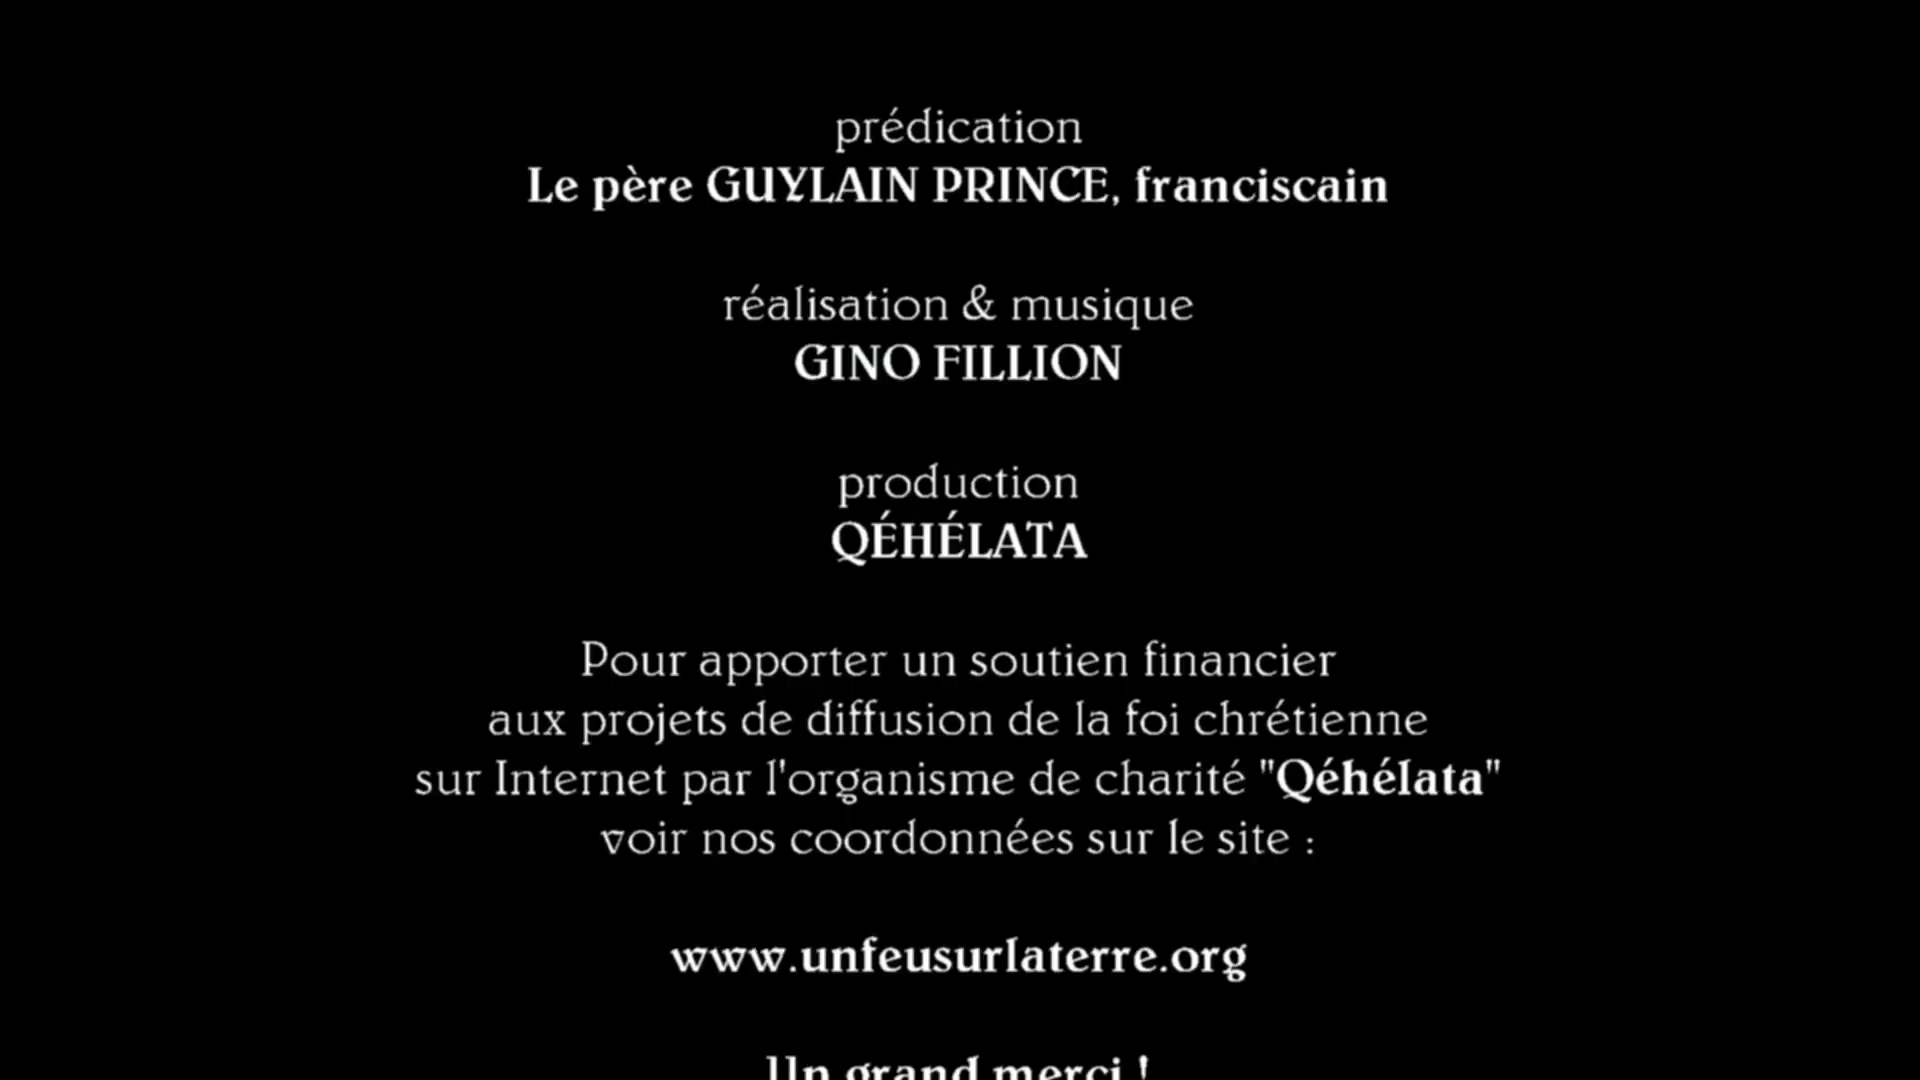 prédication
Le père GUYLAIN PRINCE, franciscain
réalisation & musique
GINO FILLION
production
QÉHÉLATA
Pour apporter un soutien financier
aux projets de diffusion de la foi chrétienne
sur Internet par l'organisme de charité "Qéhélata"
voir nos coordonnées sur le site :
www.unfeusurlaterre.org
Un grand merci !